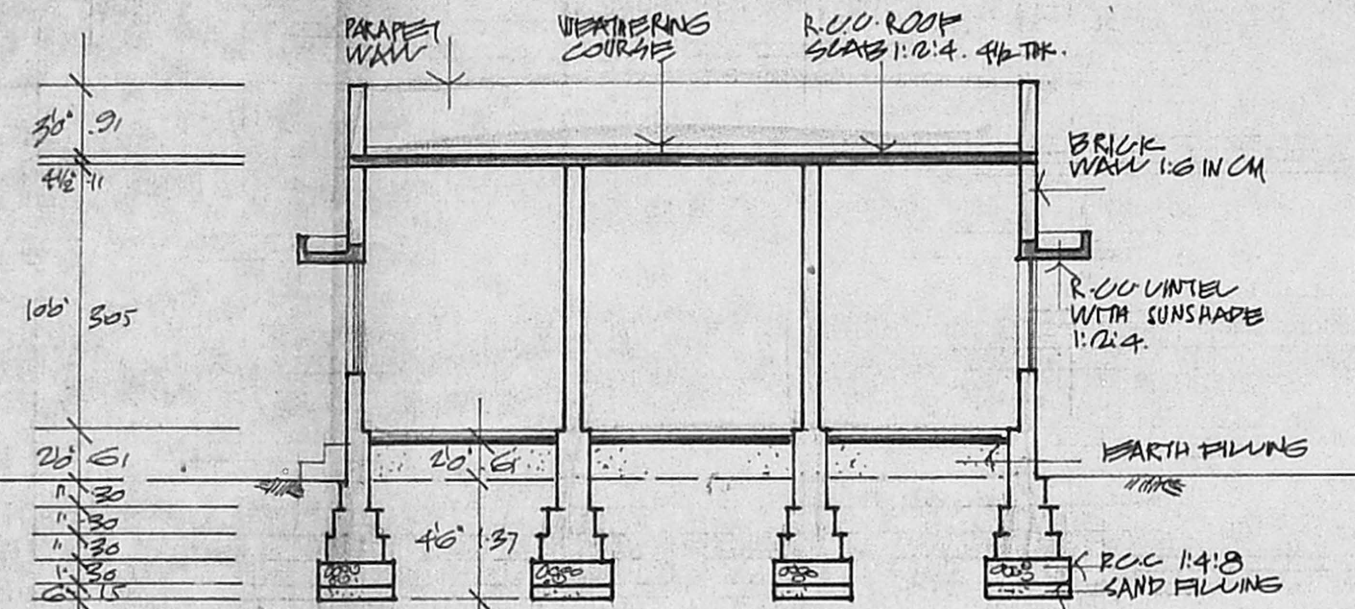 PARAPET
WALL
WEATHERING
COURSE
R.C.C. ROOF
SLAB 1:2:4. 4½ THK.
3'0" .91
4½" .11
BRICK
WALL 1:6 IN CM
10'0" 305
R.C.C LINTEL
WITH SUNSHADE
1:2:4.
2'0" .61
2'0" .61
EARTH FILLING
1' .30
1' .30
1' .30
1' .30
6" .15
4'6" 1.37
P.C.C 1:4:8
SAND FILLING